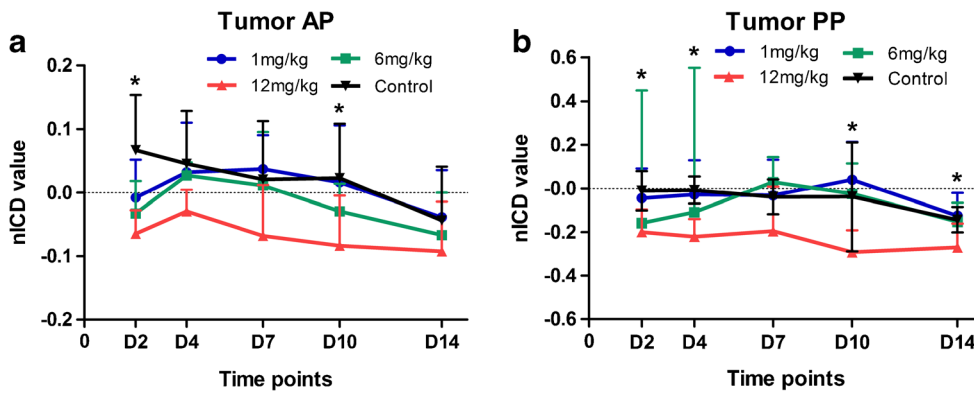 a
Tumor AP
1mg/kg
6mg/kg
12mg/kg
Control
nICD value
0.2
0.1
0.0
-0.1
-0.2
*
*
0
D2
D4
D7
D10
D14
Time points
b
Tumor PP
1mg/kg
6mg/kg
12mg/kg
Control
nICD value
0.6
0.4
0.2
-0.0
-0.2
-0.4
-0.6
*
*
*
*
0
D2
D4
D7
D10
D14
Time points